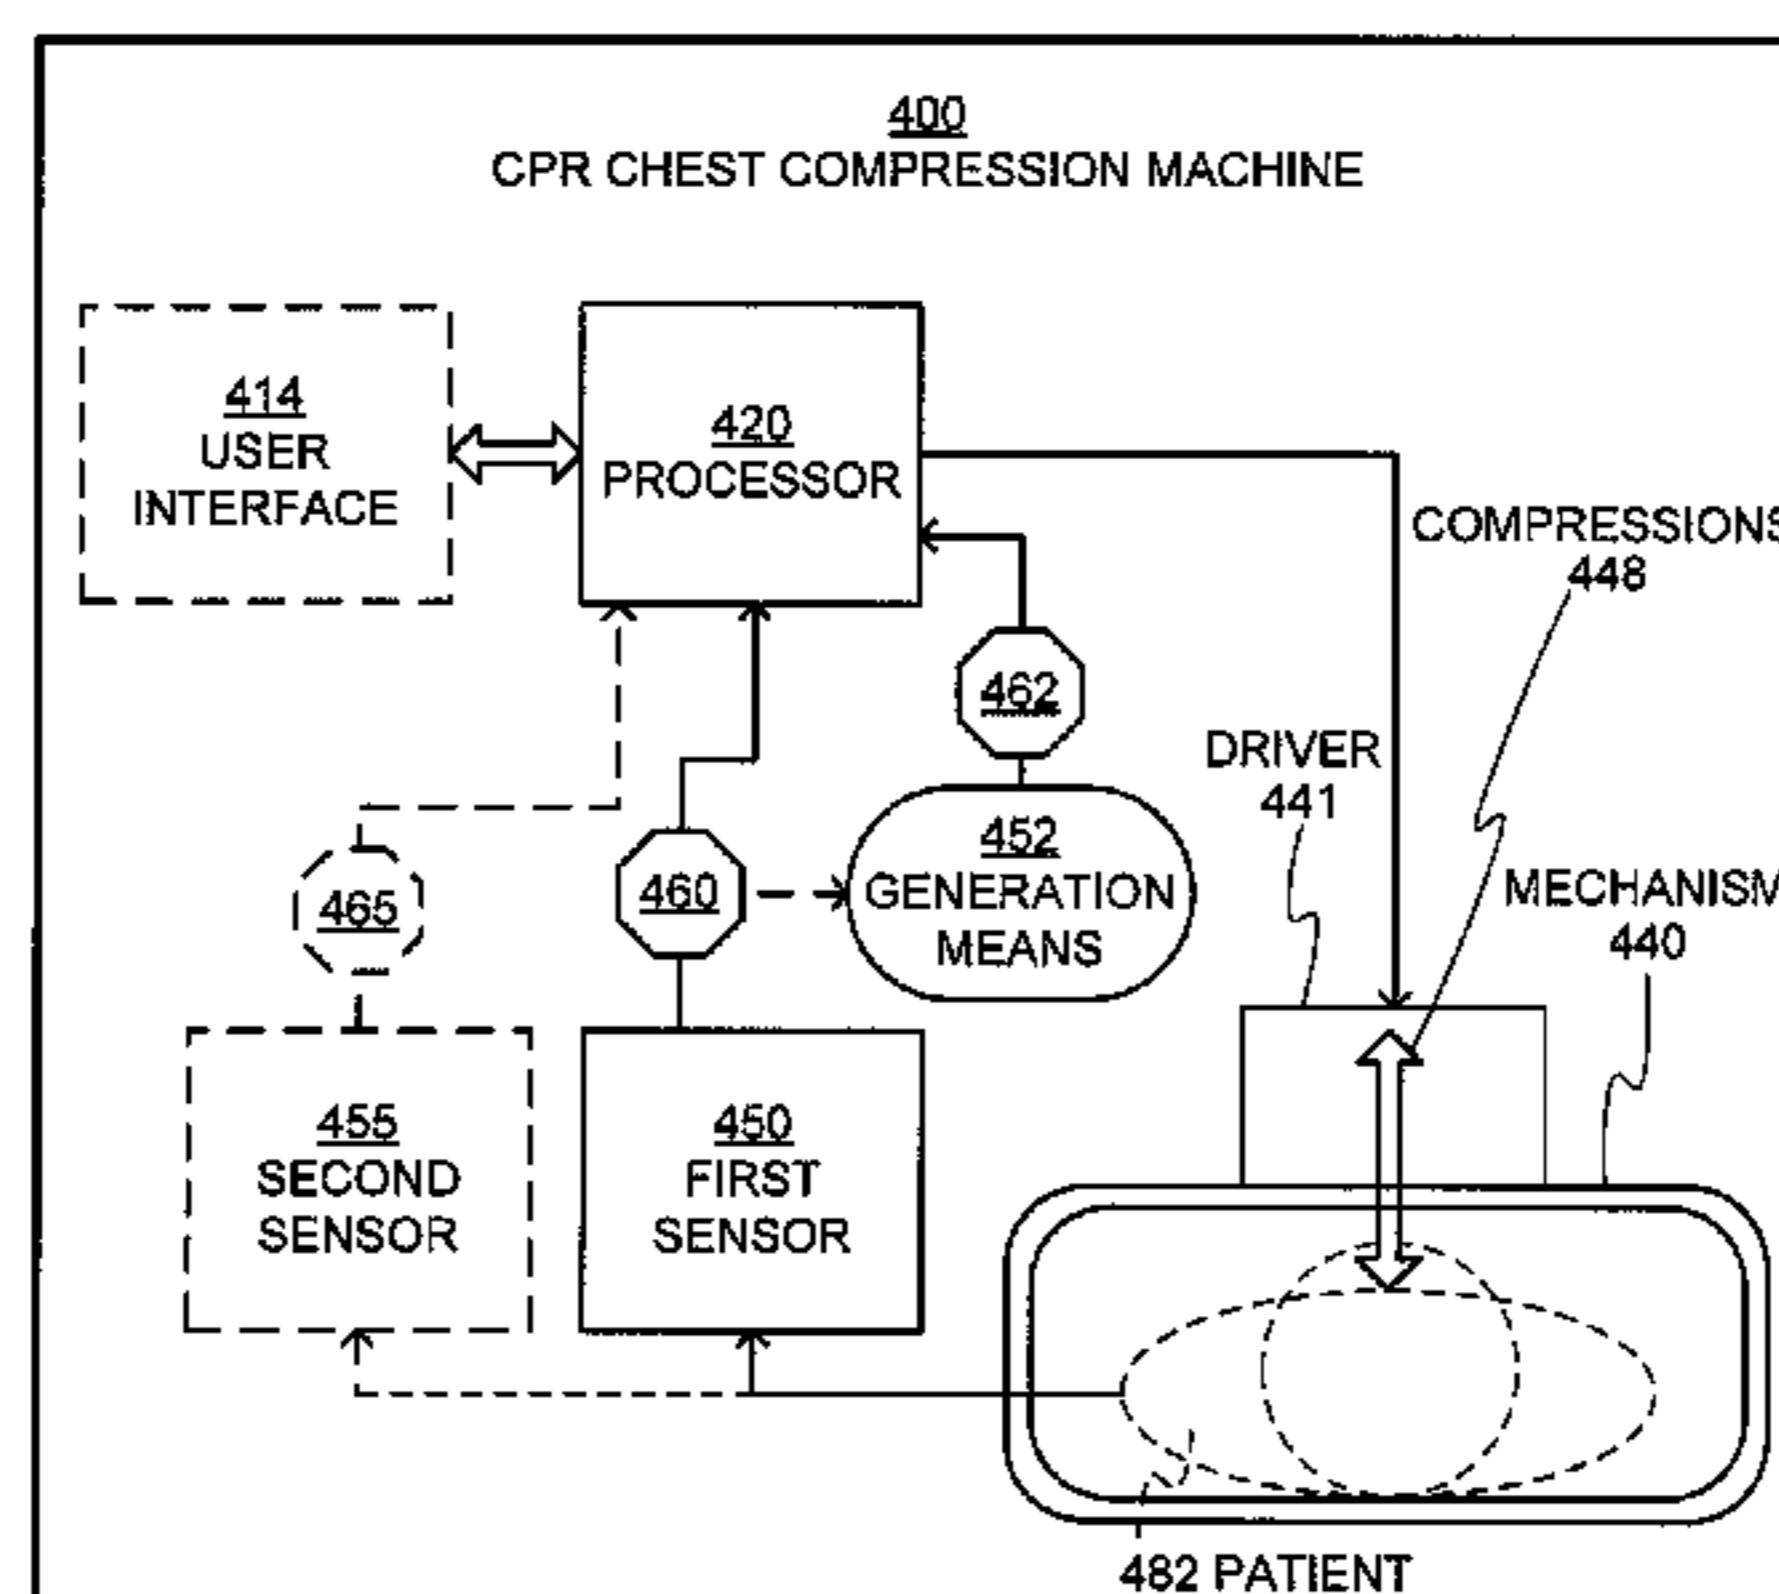 400
CPR CHEST COMPRESSION MACHINE
414
USER
INTERFACE
420
PROCESSOR
COMPRESSIONS
448
462
DRIVER
441
452
GENERATION
MEANS
460
465
MECHANISM
440
455
SECOND
SENSOR
450
FIRST
SENSOR
482 PATIENT